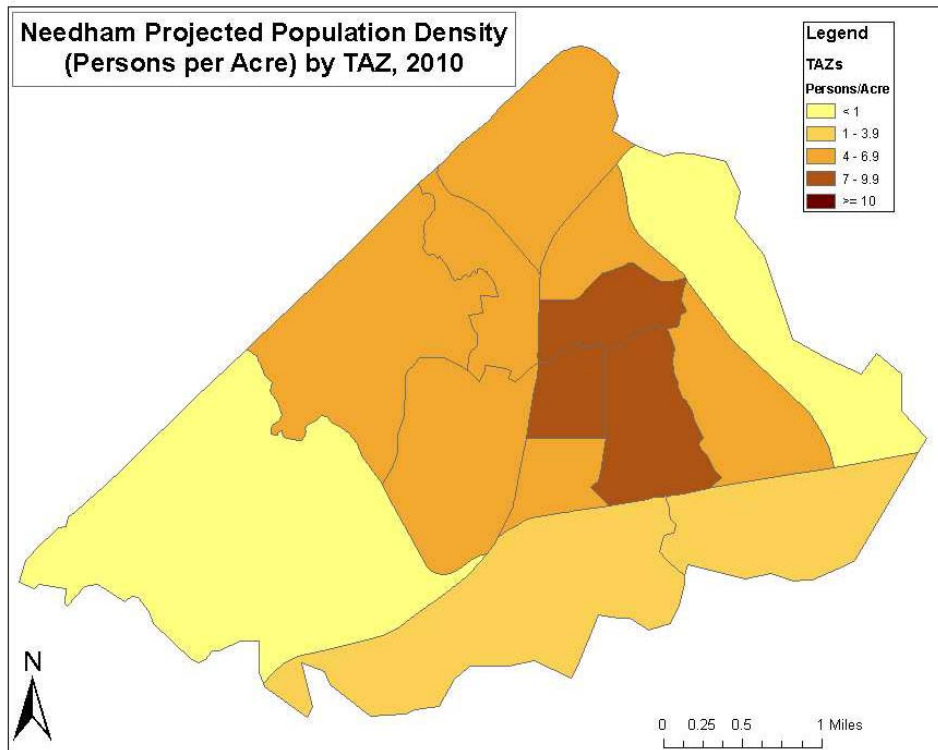 Needham Projected Population Density
(Persons per Acre) by TAZ, 2010
Legend
TAZs
Persons/Acre
< 1
1 - 3.9
4 - 6.9
7 - 9.9
>= 10
N
0 0.25 0.5 1 Miles